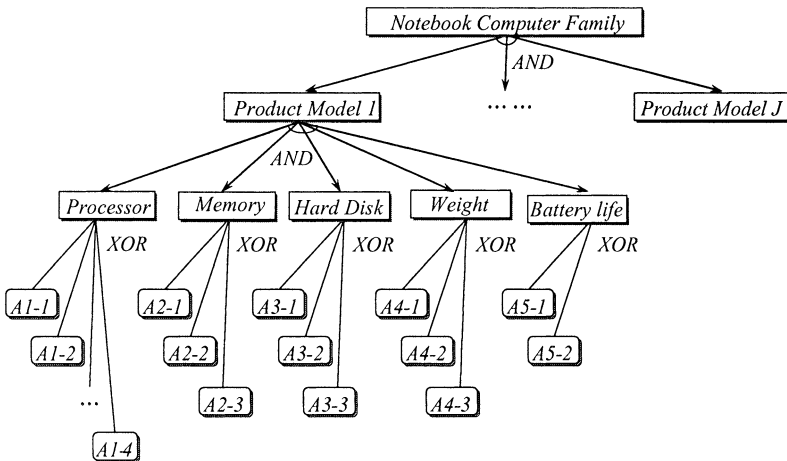 Notebook Computer Family
AND
Product Model 1
... ...
Product Model J
AND
Processor
Memory
Hard Disk
Weight
Battery life
XOR
XOR
XOR
XOR
XOR
A1-1
A2-1
A3-1
A4-1
A5-1
A1-2
A2-2
A3-2
A4-2
A5-2
...
A2-3
A3-3
A4-3
A1-4